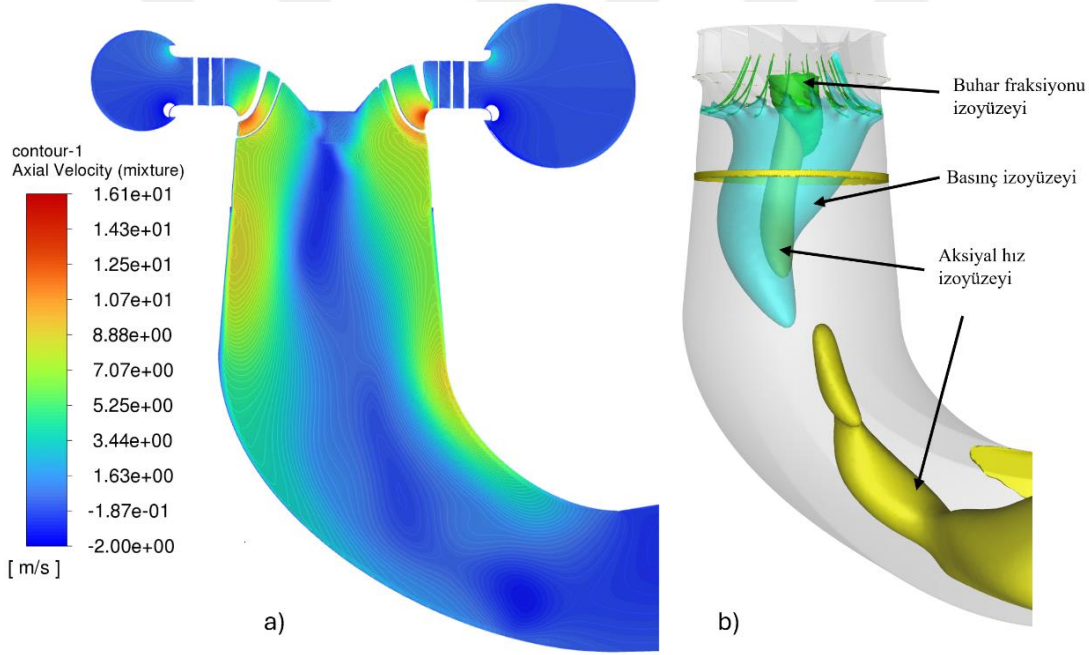 contour-1
Axial Velocity (mixture)
1.61e+01
1.43e+01
1.25e+01
1.07e+01
8.88e+00
7.07e+00
5.25e+00
3.44e+00
1.63e+00
-1.87e-01
-2.00e+00
[ m/s ]
a)
Buhar fraksiyonu
izoyüzeyi
Basınç izoyüzeyi
Aksiyal hız
izoyüzeyi
b)